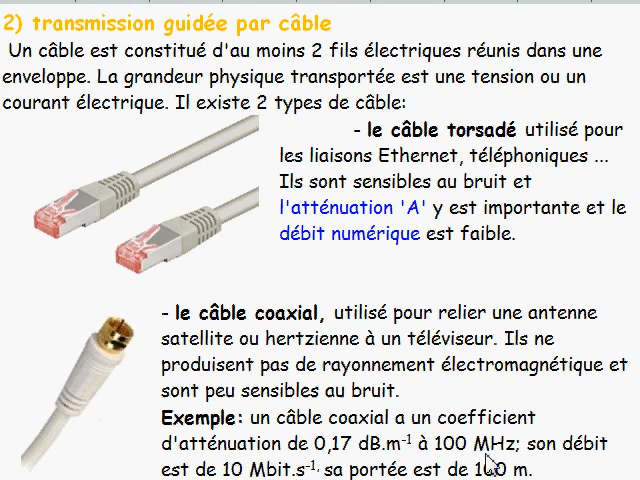 2) transmission guidée par câble
Un câble est constitué d'au moins 2 fils électriques réunis dans une
enveloppe. La grandeur physique transportée est une tension ou un
courant électrique. Il existe 2 types de câble:
- le câble torsadé utilisé pour
les liaisons Ethernet, téléphoniques ...
Ils sont sensibles au bruit et
l'atténuation 'A' y est importante et le
débit numérique est faible.
- le câble coaxial, utilisé pour relier une antenne
satellite ou hertzienne à un téléviseur. Ils ne
produisent pas de rayonnement électromagnétique et
sont peu sensibles au bruit.
Exemple: un câble coaxial a un coefficient
d'atténuation de 0,17 dB.m⁻¹ à 100 MHz; son débit
est de 10 Mbit.s⁻¹, sa portée est de 100 m.